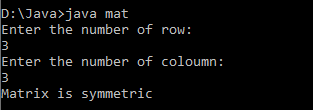 D:\Java>java mat
Enter the number of row:
3
Enter the number of coloumn:
3
Matrix is symmetric